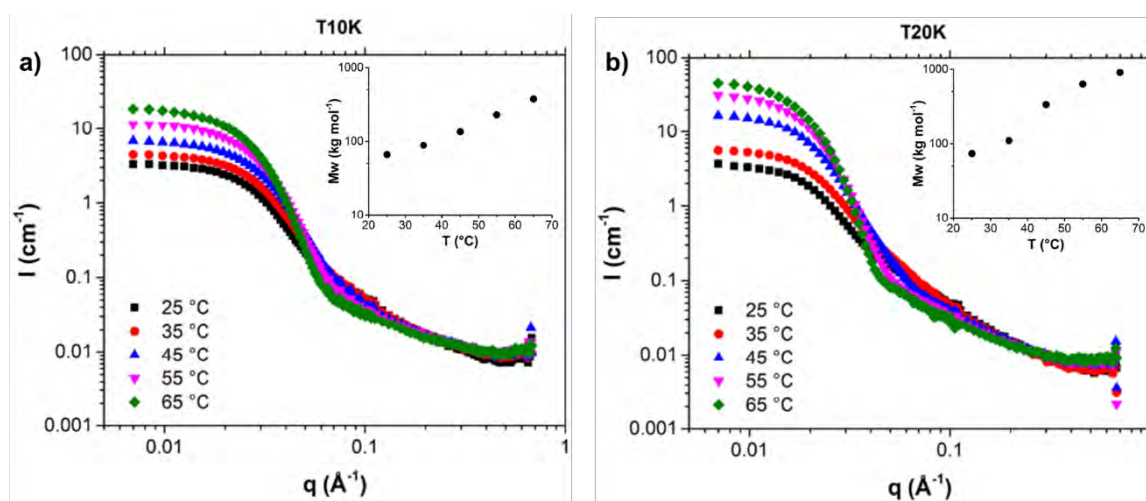 T10K
a)
I (cm⁻¹)
100
10
1
0.1
0.01
0.001
0.01
0.1
1
q (Å⁻¹)
25 °C
35 °C
45 °C
55 °C
65 °C
Mw (kg mol⁻¹)
1000
100
10
20 30 40 50 60 70
T (°C)
T20K
b)
I (cm⁻¹)
100
10
1
0.1
0.01
0.001
0.01
0.1
q (Å⁻¹)
25 °C
35 °C
45 °C
55 °C
65 °C
Mw (kg mol⁻¹)
1000
100
10
20 30 40 50 60 70
T (°C)